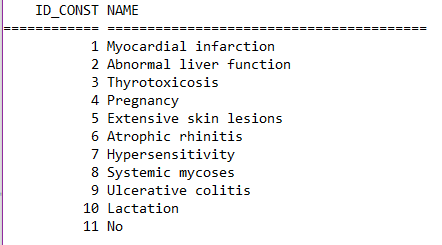 ID_CONST NAME
============ ========================================
1 Myocardial infarction
2 Abnormal liver function
3 Thyrotoxicosis
4 Pregnancy
5 Extensive skin lesions
6 Atrophic rhinitis
7 Hypersensitivity
8 Systemic mycoses
9 Ulcerative colitis
10 Lactation
11 No